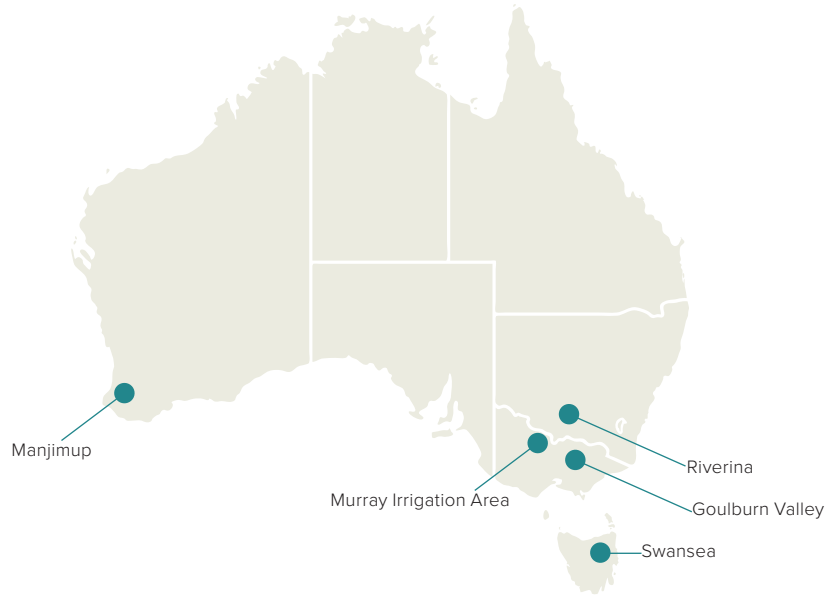 Manjimup
Riverina
Murray Irrigation Area
Goulburn Valley
Swansea